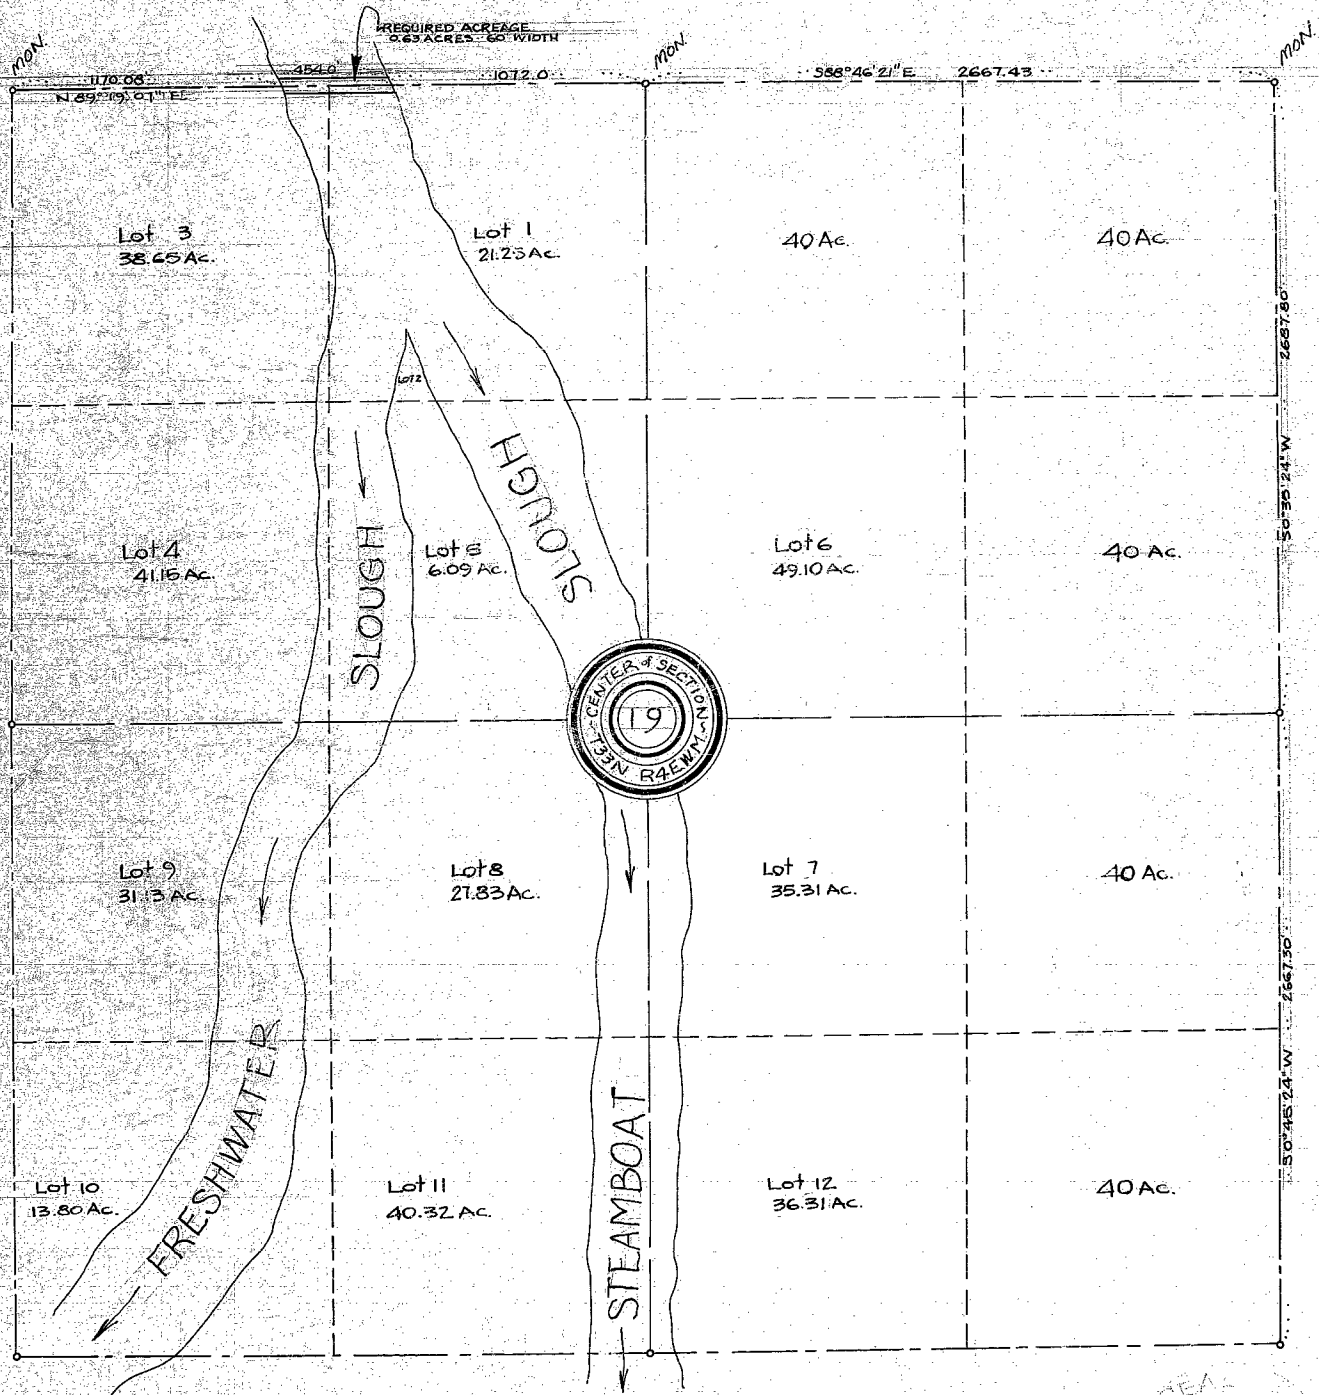 REQUIRED ACREAGE
0.63 ACRES - 60' WIDTH
MON.
MON.
MON.
1170.08'
454.0'
1072.0
S88°46'21"E 2667.43
N 89°19'07" E
Lot 3
38.65 Ac.
Lot 1
21.25 Ac.
40 Ac.
40 Ac.
2687.80'
S0°35'24" W
Lot 2
SLOUGH
SLOUGH
Lot 4
41.15 Ac.
Lot 5
6.09 Ac.
Lot 6
49.10 Ac.
40 Ac.
CENTER of SECTION
19
T33N R4EWM
Lot 9
31.13 Ac.
Lot 8
27.83 Ac.
Lot 7
35.31 Ac.
40 Ac.
2667.30'
S0°45'24" W
FRESHWATER
STEAMBOAT
Lot 10
13.80 Ac.
Lot 11
40.32 Ac.
Lot 12
36.31 Ac.
40 Ac.